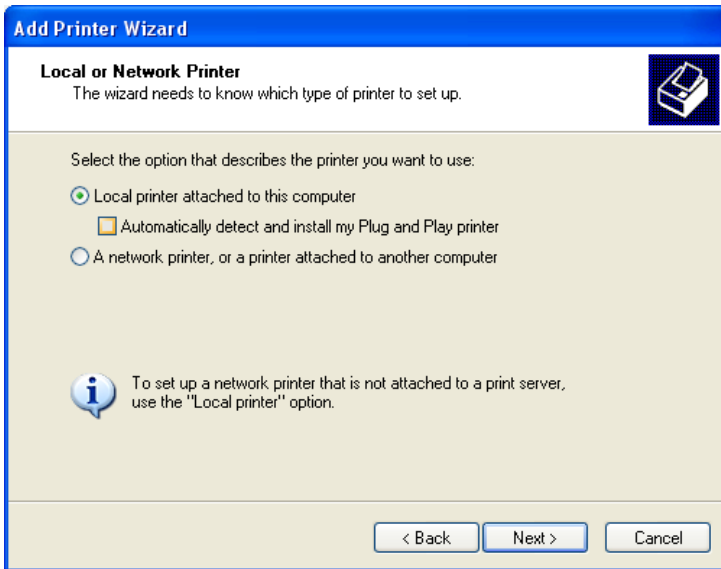 Add Printer Wizard
Local or Network Printer
The wizard needs to know which type of printer to set up.
Select the option that describes the printer you want to use:
Local printer attached to this computer
Automatically detect and install my Plug and Play printer
A network printer, or a printer attached to another computer
To set up a network printer that is not attached to a print server,
use the "Local printer" option.
< Back Next > Cancel